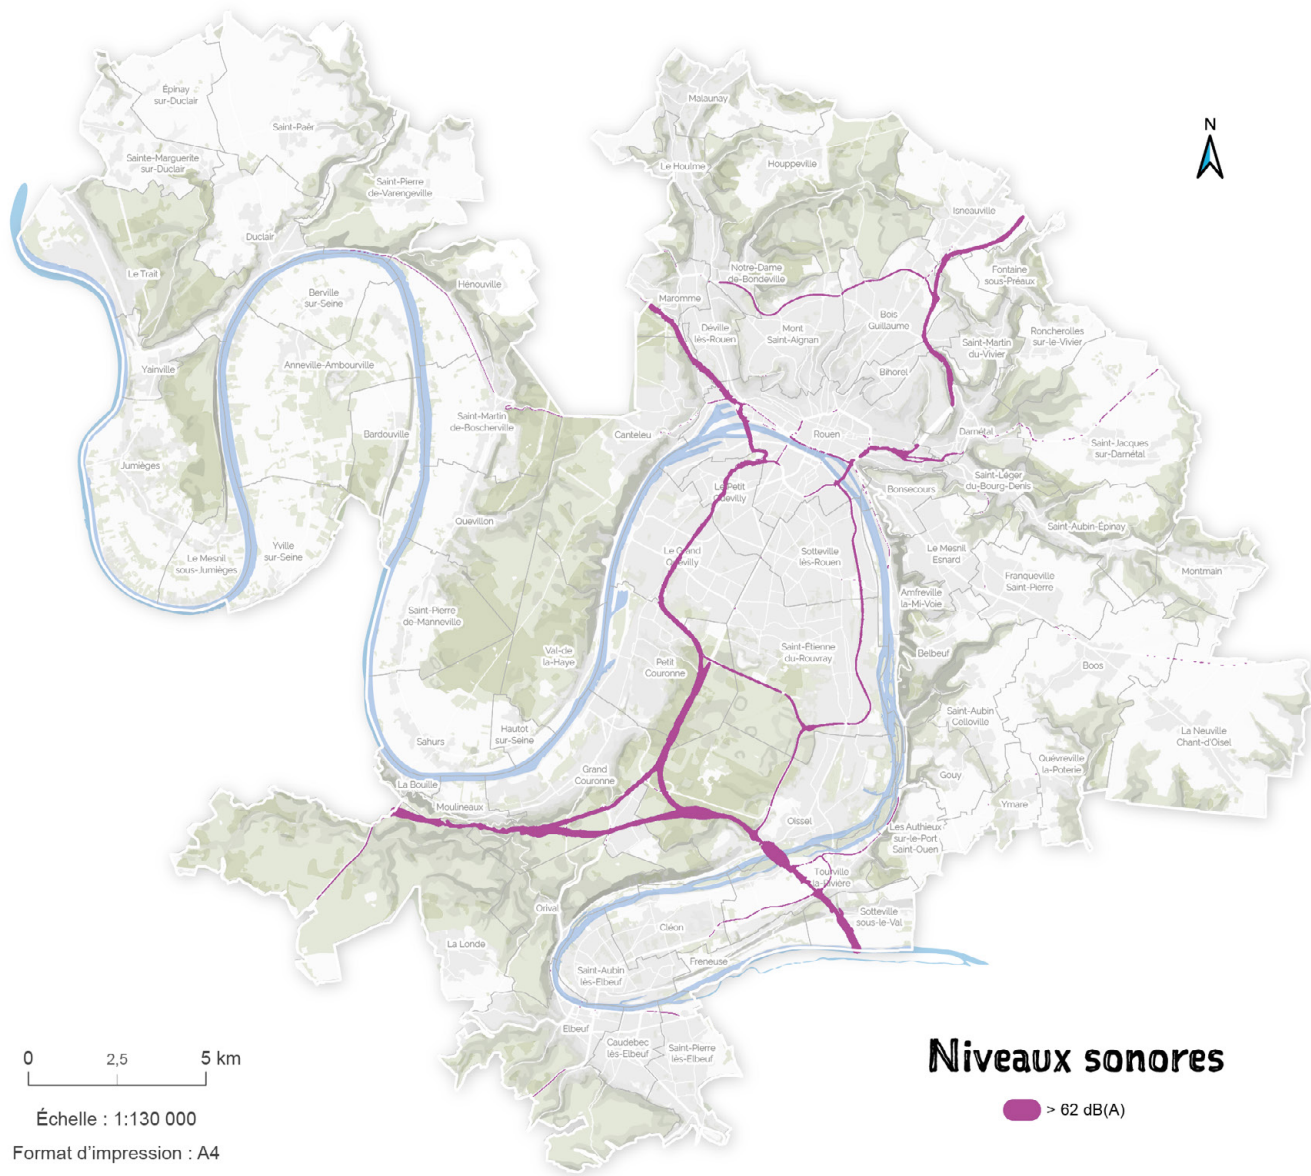 Malaunay
Épinay
sur-Duclair
N
Saint-Paër
Sainte-Marguerite
sur-Duclair
Le Houlme
Houppeville
Saint-Pierre
de-Varengeville
Isneauville
Duclair
Le Trait
Hénouville
Notre-Dame
de-Bondeville
Fontaine
sous-Préaux
Berville
sur-Seine
Maromme
Déville
lès-Rouen
Mont
Saint-Aignan
Bois
Guillaume
Roncherolles
sur-le-Vivier
Saint-Martin
du-Vivier
Yainville
Anneville-Ambourville
Bihorel
Saint-Martin
de-Boscherville
Bardouville
Canteleu
Rouen
Darnétal
Saint-Jacques
sur-Darnétal
Jumièges
Saint-Léger
du-Bourg-Denis
Le Petit
Quevilly
Bonsecours
Quevillon
Saint-Aubin-Épinay
Le Mesnil
sous-Jumièges
Yville
sur-Seine
Le Grand
Quevilly
Sotteville
lès-Rouen
Le Mesnil
Esnard
Franqueville
Saint-Pierre
Montmain
Amfreville
la-Mi-Voie
Saint-Pierre
de-Manneville
Val-de
la-Haye
Petit
Couronne
Saint-Étienne
du-Rouvray
Belbeuf
Boos
Saint-Aubin
Celloville
Sahurs
Hautot
sur-Seine
La Neuville
Chant-d'Oisel
Quévreville
la-Poterie
Grand
Couronne
Gouy
La Bouille
Moulineaux
Ymare
Oissel
Les Authieux
sur-le-Port
Saint-Ouen
Tourville
la-Rivière
Orival
Sotteville
sous-le-Val
Cléon
La Londe
Freneuse
Saint-Aubin
lès-Elbeuf
Elbeuf
Caudebec
lès-Elbeuf
Saint-Pierre
lès-Elbeuf
Niveaux sonores
> 62 dB(A)
0 2,5 5 km
Échelle : 1:130 000
Format d'impression : A4